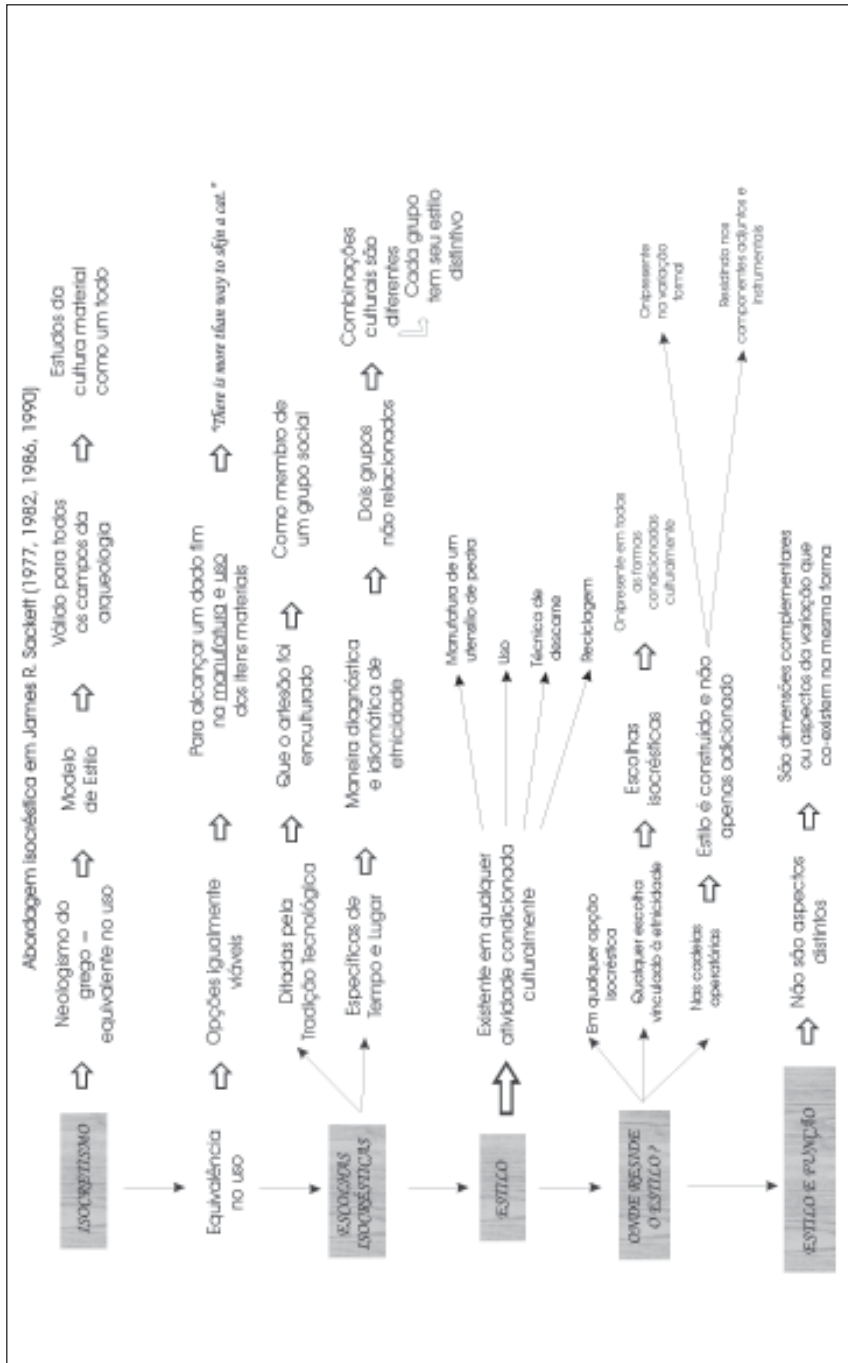 Abordagem isocréstica em James R. Sackett (1977, 1982, 1986, 1990)
ISOCRETISMO
Neologismo do
grego –
equivalente no uso
Modelo
de Estilo
Válido para todos
os campos da
arqueologia
Estudos da
cultura material
como um todo
Equivalência
no uso
Opções igualmente
viáveis
Para alcançar um dado fim
na manufatura e uso
dos itens materiais
"There is more than way to skin a cat."
ESCOLHAS
ISOCRÉSTICAS
Ditadas pela
Tradição Tecnológica
Que o artesão foi
enculturado
Como membro de
um grupo social
Específicas de
Tempo e Lugar
Maneira diagnóstica
e idiomática de
etnicidade
Dois grupos
não relacionados
Combinações
culturais são
diferentes
Cada grupo
tem seu estilo
distintivo
ESTILO
Existente em qualquer
atividade condicionada
culturalmente
Manufatura de um
utensílio de pedra
Uso
Técnica de
descarne
Reciclagem
ONDE RESIDE
O ESTILO ?
Em qualquer opção
isocréstica
Qualquer escolha
vinculado à etnicidade
Escolhas
isocrésticas
Onipresente em todas
as formas
condicionadas
culturalmente
Nas cadeias
operatórias
Estilo é construído e não
apenas adicionado
Onipresente
na variação
formal
Residindo nos
componentes adjuntos e
instrumentais
ESTILO E FUNÇÃO
Não são aspectos
distintos
São dimensões complementares
ou aspectos da variação que
co-existem na mesma forma